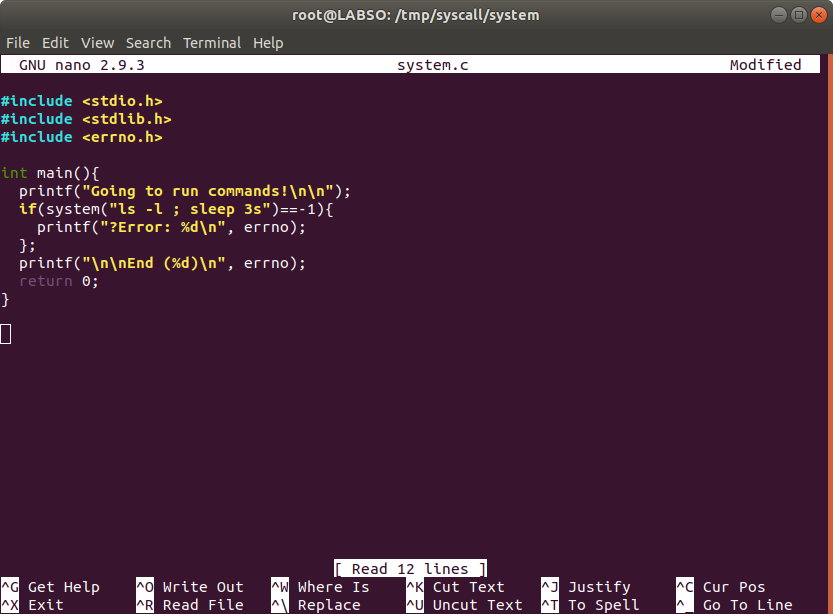 root@LABSO: /tmp/syscall/system
File Edit View Search Terminal Help
GNU nano 2.9.3 system.c Modified
#include <stdio.h>
#include <stdlib.h>
#include <errno.h>
int main(){
  printf("Going to run commands!\n\n");
  if(system("ls -l ; sleep 3s")==-1){
    printf("?Error: %d\n", errno);
  };
  printf("\n\nEnd (%d)\n", errno);
  return 0;
}
[ Read 12 lines ]
^G Get Help ^O Write Out ^W Where Is ^K Cut Text ^J Justify ^C Cur Pos
^X Exit ^R Read File ^\ Replace ^U Uncut Text ^T To Spell ^_ Go To Line